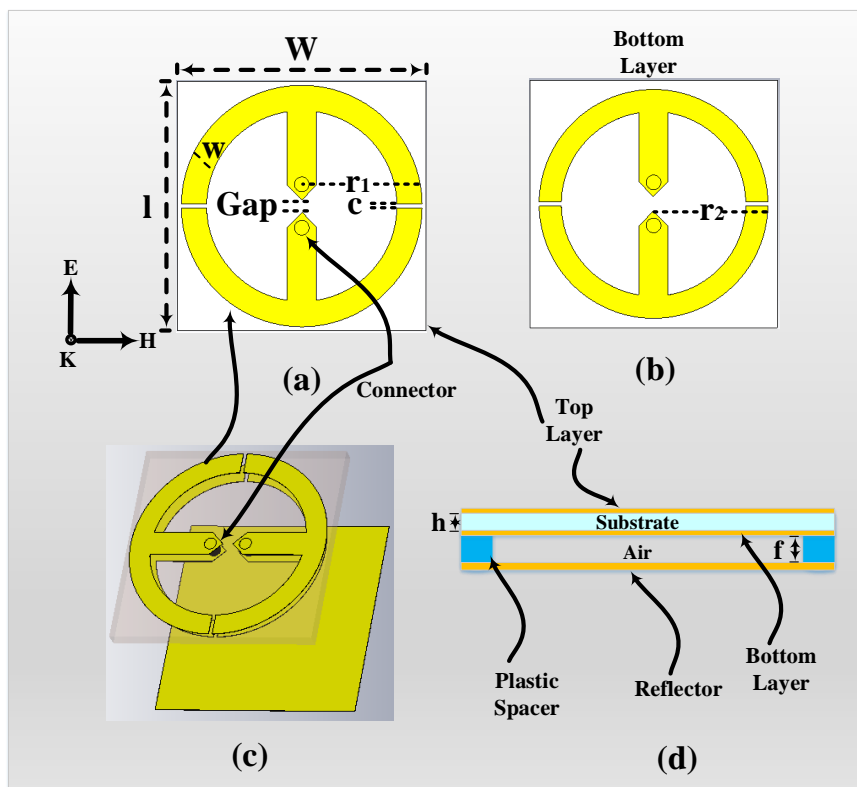 W
Bottom
Layer
w
r1
l
Gap
c
r2
E
K
H
(a)
(b)
Connector
Top
Layer
h
Substrate
Air
f
Plastic
Spacer
Reflector
Bottom
Layer
(c)
(d)